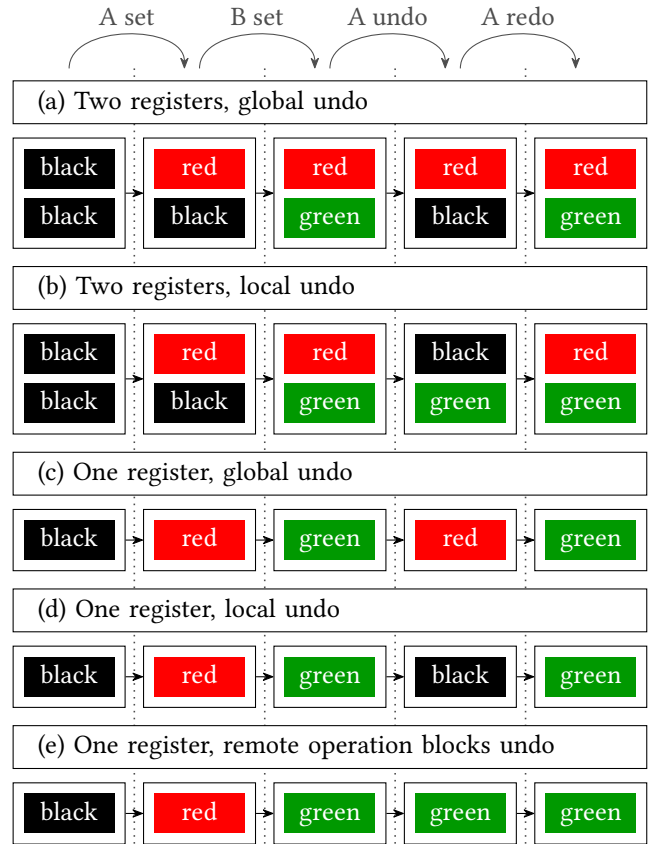 A set B set A undo A redo
(a) Two registers, global undo
black red red red red
black black green black green
(b) Two registers, local undo
black red red black red
black black green green green
(c) One register, global undo
black red green red green
(d) One register, local undo
black red green black green
(e) One register, remote operation blocks undo
black red green green green